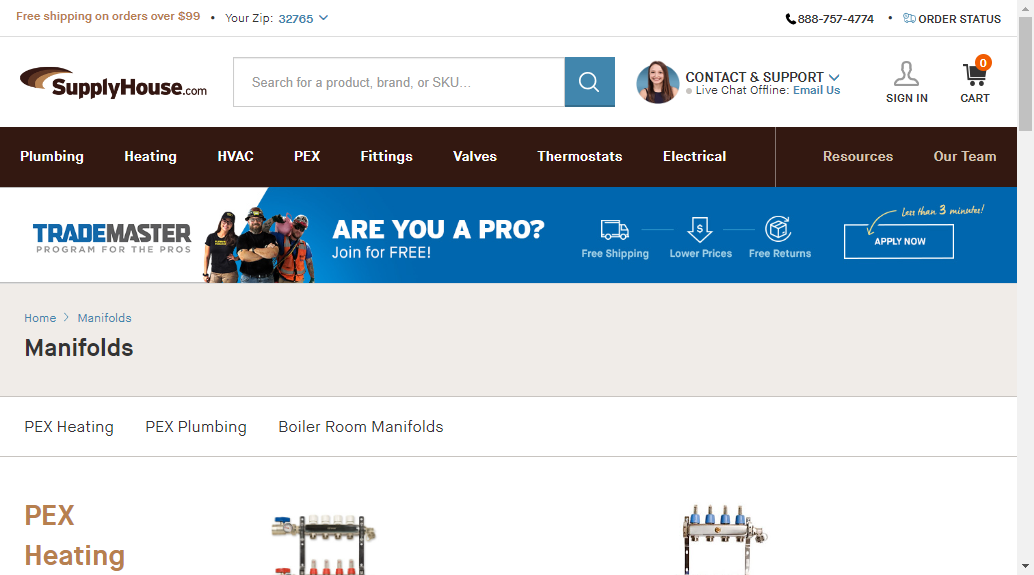 Free shipping on orders over $99 • Your Zip: 32765
888-757-4774 • ORDER STATUS
SupplyHouse.com
Search for a product, brand, or SKU...
CONTACT & SUPPORT
Live Chat Offline: Email Us
SIGN IN
0
CART
Plumbing Heating HVAC PEX Fittings Valves Thermostats Electrical Resources Our Team
TRADEMASTER
PROGRAM FOR THE PROS
ARE YOU A PRO?
Join for FREE!
$
Free Shipping Lower Prices Free Returns
Less than 3 minutes!
APPLY NOW
Home > Manifolds
Manifolds
PEX Heating PEX Plumbing Boiler Room Manifolds
PEX
Heating